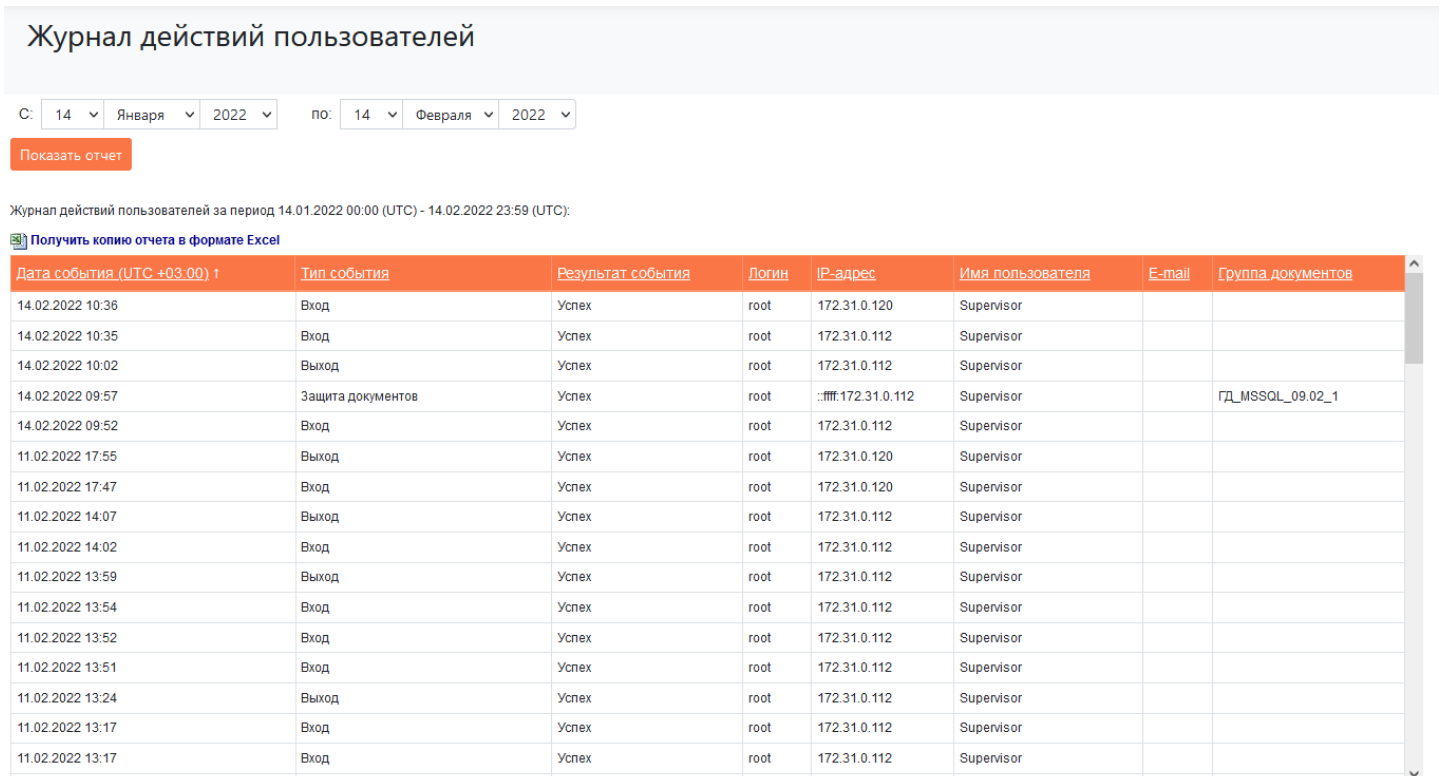 Журнал действий пользователей
С: 14 Января 2022 по: 14 Февраля 2022
Показать отчет
Журнал действий пользователей за период 14.01.2022 00:00 (UTC) - 14.02.2022 23:59 (UTC):
Получить копию отчета в формате Excel
Дата события (UTC +03:00) ↑ Тип события Результат события Логин IP-адрес Имя пользователя E-mail Группа документов
14.02.2022 10:36 Вход Успех root 172.31.0.120 Supervisor
14.02.2022 10:35 Вход Успех root 172.31.0.112 Supervisor
14.02.2022 10:02 Выход Успех root 172.31.0.112 Supervisor
14.02.2022 09:57 Защита документов Успех root ::ffff:172.31.0.112 Supervisor ГД_MSSQL_09.02_1
14.02.2022 09:52 Вход Успех root 172.31.0.112 Supervisor
11.02.2022 17:55 Выход Успех root 172.31.0.120 Supervisor
11.02.2022 17:47 Вход Успех root 172.31.0.120 Supervisor
11.02.2022 14:07 Выход Успех root 172.31.0.112 Supervisor
11.02.2022 14:02 Вход Успех root 172.31.0.112 Supervisor
11.02.2022 13:59 Выход Успех root 172.31.0.112 Supervisor
11.02.2022 13:54 Вход Успех root 172.31.0.112 Supervisor
11.02.2022 13:52 Вход Успех root 172.31.0.112 Supervisor
11.02.2022 13:51 Вход Успех root 172.31.0.112 Supervisor
11.02.2022 13:24 Выход Успех root 172.31.0.112 Supervisor
11.02.2022 13:17 Вход Успех root 172.31.0.112 Supervisor
11.02.2022 13:17 Вход Успех root 172.31.0.112 Supervisor